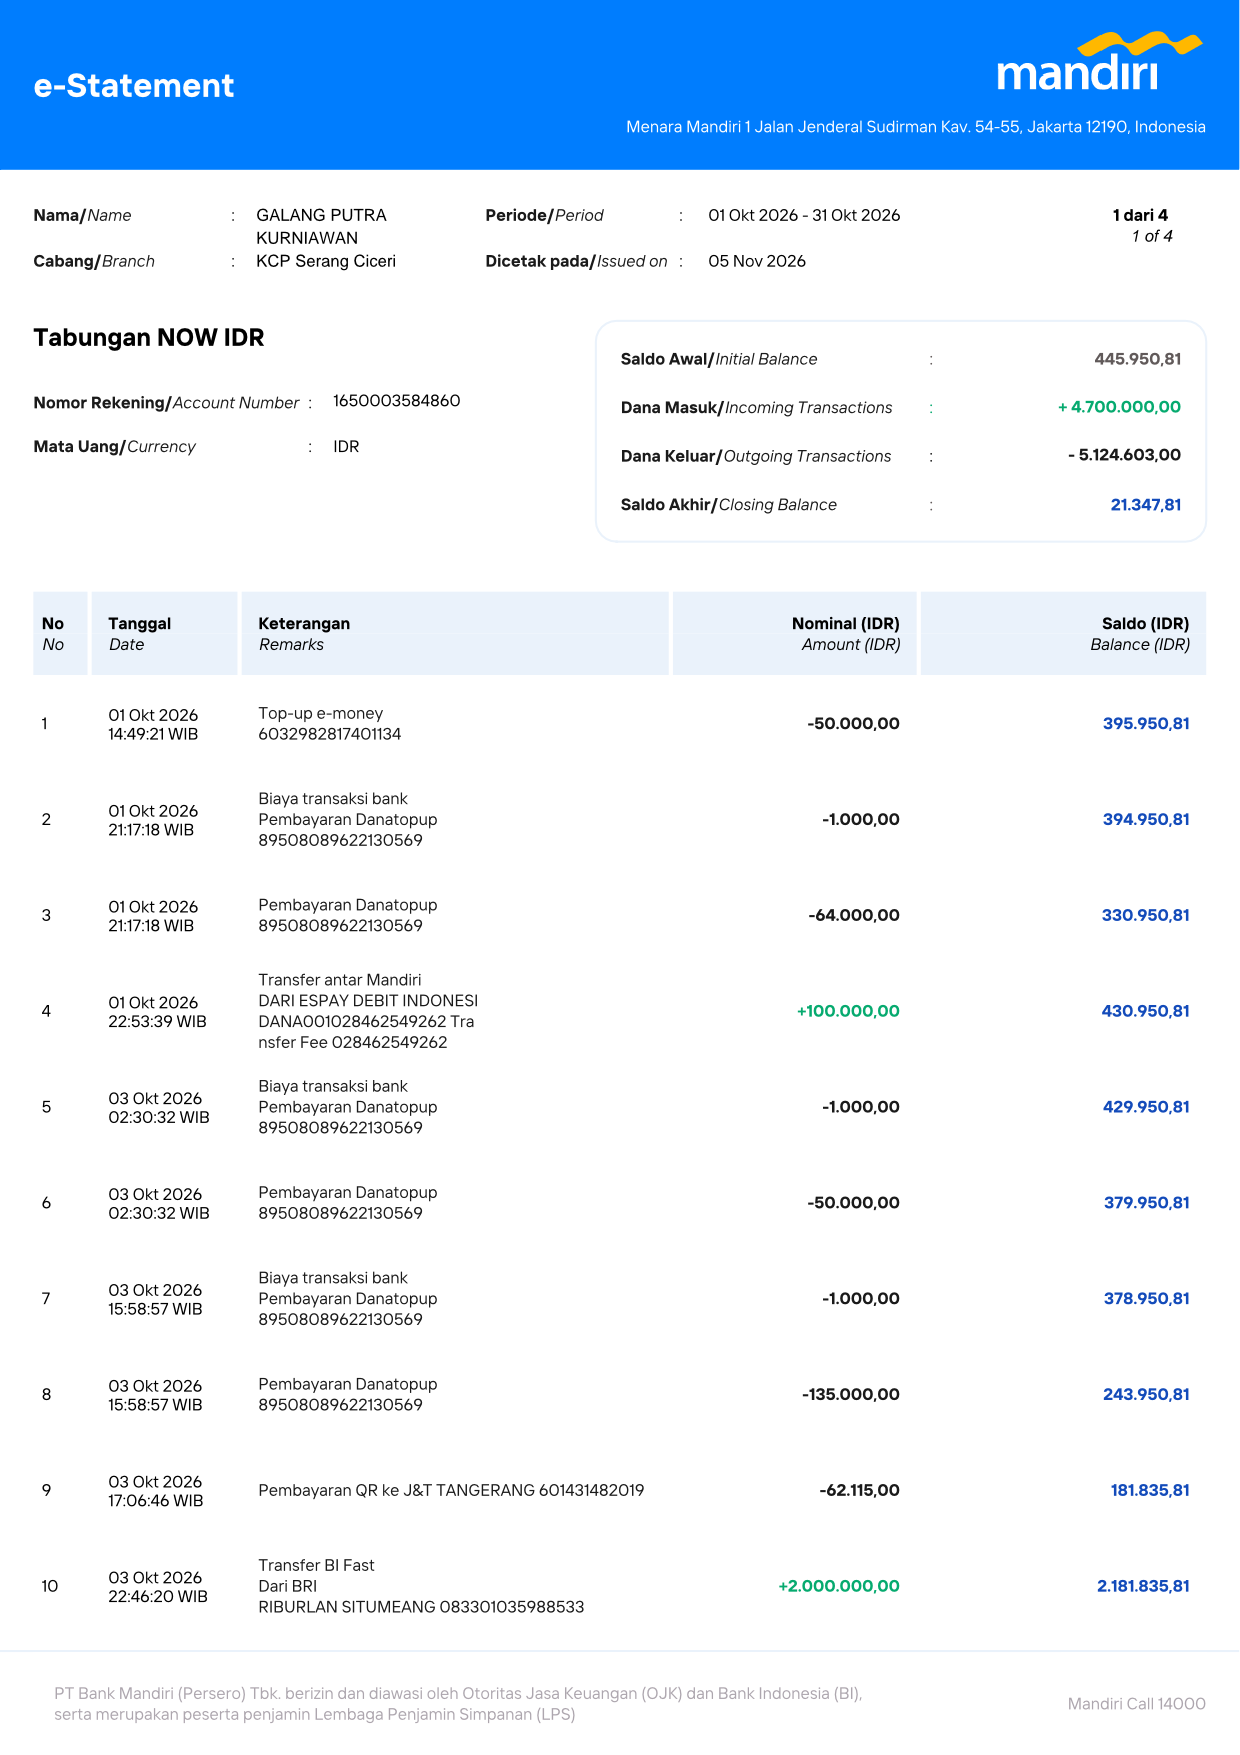 e-Statement
mandiri
Menara Mandiri 1 Jalan Jenderal Sudirman Kav. 54-55, Jakarta 12190, Indonesia
Nama/Name : GALANG PUTRA KURNIAWAN
Periode/Period : 01 Okt 2026 - 31 Okt 2026
1 dari 4
1 of 4
Cabang/Branch : KCP Serang Ciceri
Dicetak pada/Issued on : 05 Nov 2026
Tabungan NOW IDR
Nomor Rekening/Account Number : 1650003584860
Mata Uang/Currency : IDR
Saldo Awal/Initial Balance : 445.950,81
Dana Masuk/Incoming Transactions : + 4.700.000,00
Dana Keluar/Outgoing Transactions : - 5.124.603,00
Saldo Akhir/Closing Balance : 21.347,81
No Tanggal Keterangan Nominal (IDR) Saldo (IDR)
No Date Remarks Amount (IDR) Balance (IDR)
1
01 Okt 2026
14:49:21 WIB
Top-up e-money
6032982817401134
-50.000,00
395.950,81
2
01 Okt 2026
21:17:18 WIB
Biaya transaksi bank
Pembayaran Danatopup
89508089622130569
-1.000,00
394.950,81
3
01 Okt 2026
21:17:18 WIB
Pembayaran Danatopup
89508089622130569
-64.000,00
330.950,81
4
01 Okt 2026
22:53:39 WIB
Transfer antar Mandiri
DARI ESPAY DEBIT INDONESI
DANA001028462549262 Tra
nsfer Fee 028462549262
+100.000,00
430.950,81
5
03 Okt 2026
02:30:32 WIB
Biaya transaksi bank
Pembayaran Danatopup
89508089622130569
-1.000,00
429.950,81
6
03 Okt 2026
02:30:32 WIB
Pembayaran Danatopup
89508089622130569
-50.000,00
379.950,81
7
03 Okt 2026
15:58:57 WIB
Biaya transaksi bank
Pembayaran Danatopup
89508089622130569
-1.000,00
378.950,81
8
03 Okt 2026
15:58:57 WIB
Pembayaran Danatopup
89508089622130569
-135.000,00
243.950,81
9
03 Okt 2026
17:06:46 WIB
Pembayaran QR ke J&T TANGERANG 601431482019
-62.115,00
181.835,81
10
03 Okt 2026
22:46:20 WIB
Transfer BI Fast
Dari BRI
RIBURLAN SITUMEANG 083301035988533
+2.000.000,00
2.181.835,81
PT Bank Mandiri (Persero) Tbk. berizin dan diawasi oleh Otoritas Jasa Keuangan (OJK) dan Bank Indonesia (BI),
serta merupakan peserta penjamin Lembaga Penjamin Simpanan (LPS)
Mandiri Call 14000